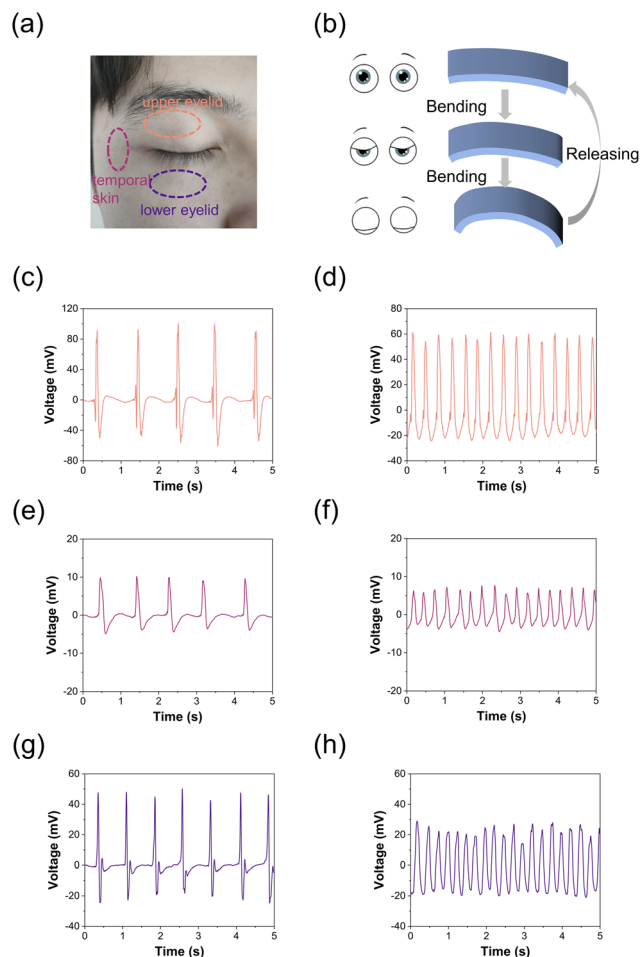 (a)
upper eyelid
temporal
skin
lower eyelid
(b)
Bending
Bending
Releasing
(c)
120
80
40
0
-40
-80
Voltage (mV)
0 1 2 3 4 5
Time (s)
(d)
80
60
40
20
0
-20
-40
Voltage (mV)
0 1 2 3 4 5
Time (s)
(e)
20
10
0
-10
-20
Voltage (mV)
0 1 2 3 4 5
Time (s)
(f)
20
10
0
-10
-20
Voltage (mV)
0 1 2 3 4 5
Time (s)
(g)
60
40
20
0
-20
-40
Voltage (mV)
0 1 2 3 4 5
Time (s)
(h)
60
40
20
0
-20
-40
Voltage (mV)
0 1 2 3 4 5
Time (s)